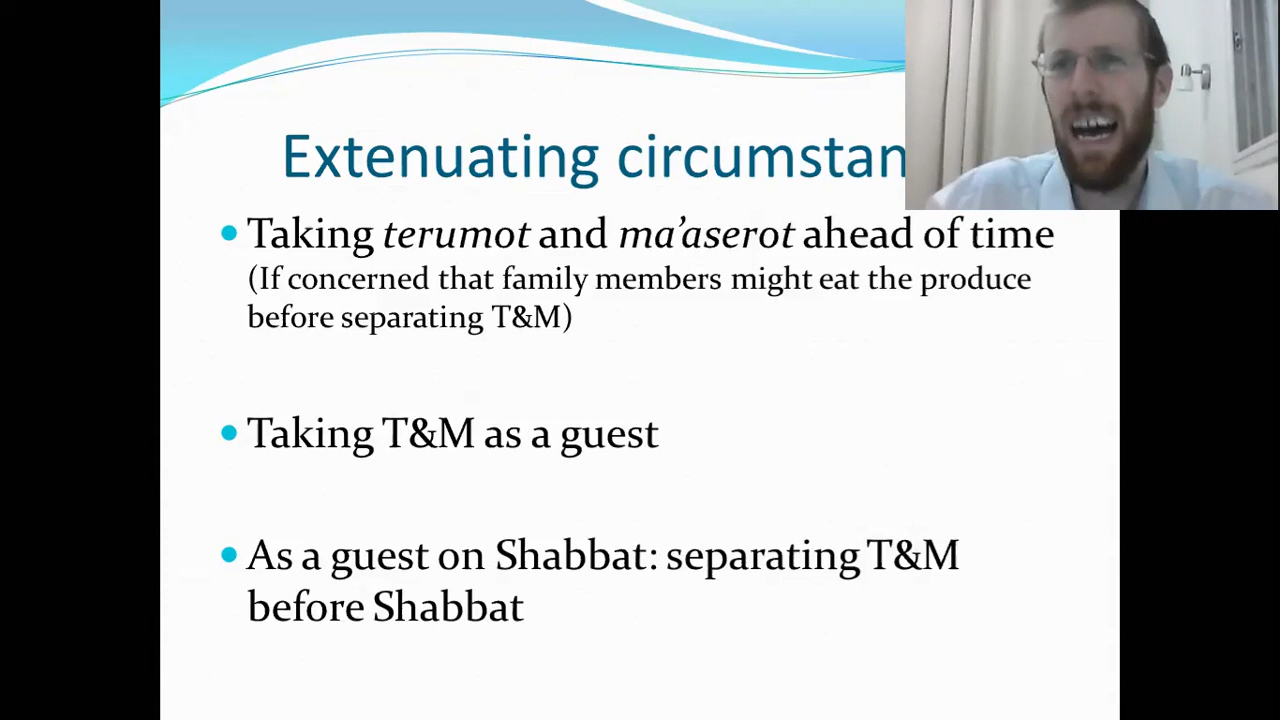 Extenuating circumstan
• Taking terumot and ma’aserot ahead of time
(If concerned that family members might eat the produce
before separating T&M)
• Taking T&M as a guest
• As a guest on Shabbat: separating T&M
before Shabbat